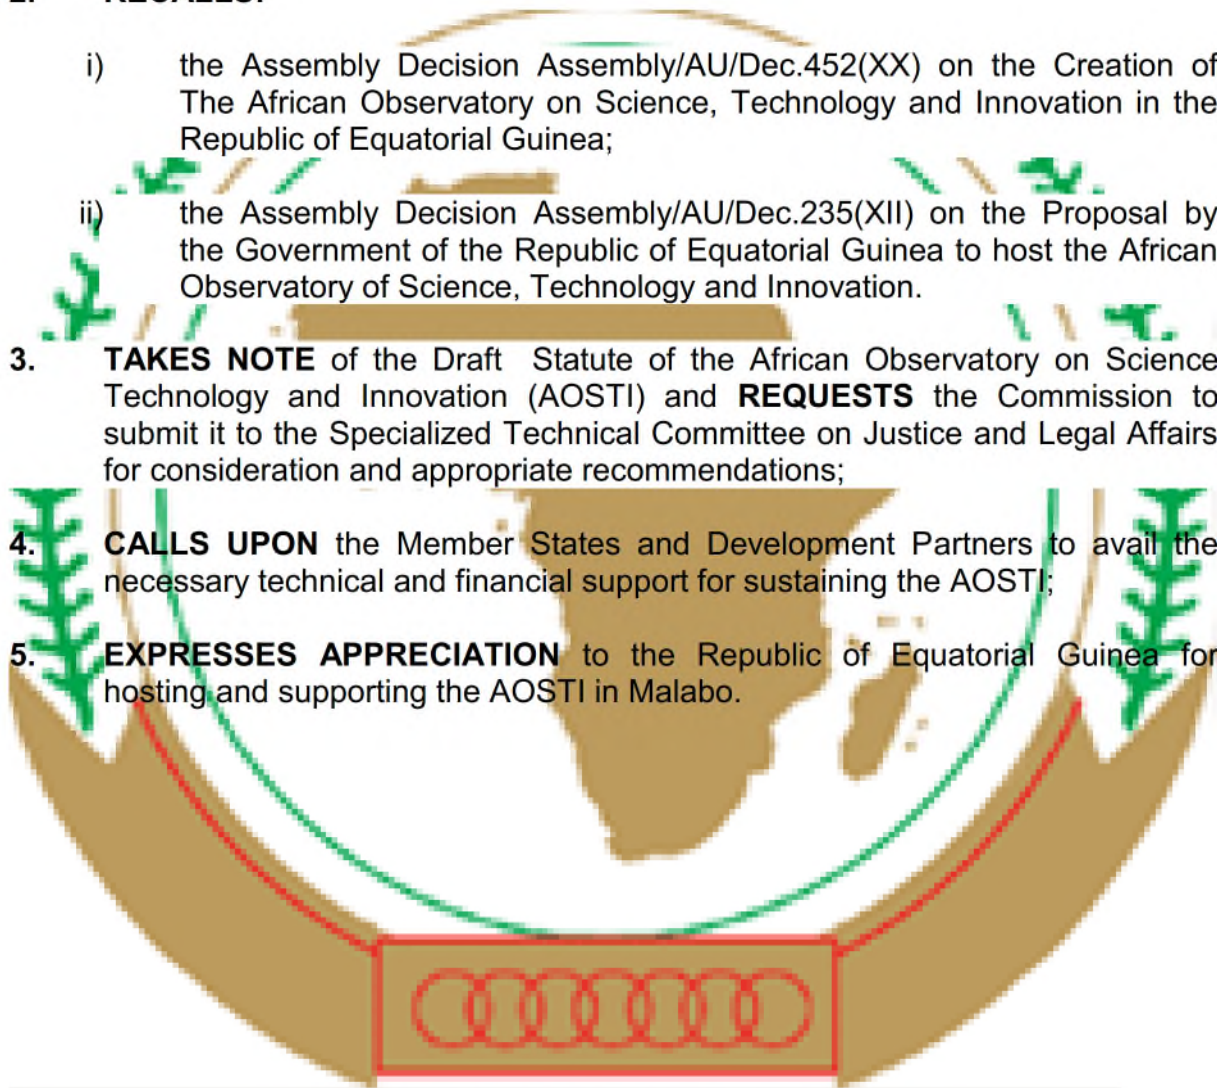 2. RECALLS:
i) the Assembly Decision Assembly/AU/Dec.452(XX) on the Creation of
The African Observatory on Science, Technology and Innovation in the
Republic of Equatorial Guinea;
ii) the Assembly Decision Assembly/AU/Dec.235(XII) on the Proposal by
the Government of the Republic of Equatorial Guinea to host the African
Observatory of Science, Technology and Innovation.
3. TAKES NOTE of the Draft Statute of the African Observatory on Science
Technology and Innovation (AOSTI) and REQUESTS the Commission to
submit it to the Specialized Technical Committee on Justice and Legal Affairs
for consideration and appropriate recommendations;
4. CALLS UPON the Member States and Development Partners to avail the
necessary technical and financial support for sustaining the AOSTI;
5. EXPRESSES APPRECIATION to the Republic of Equatorial Guinea for
hosting and supporting the AOSTI in Malabo.